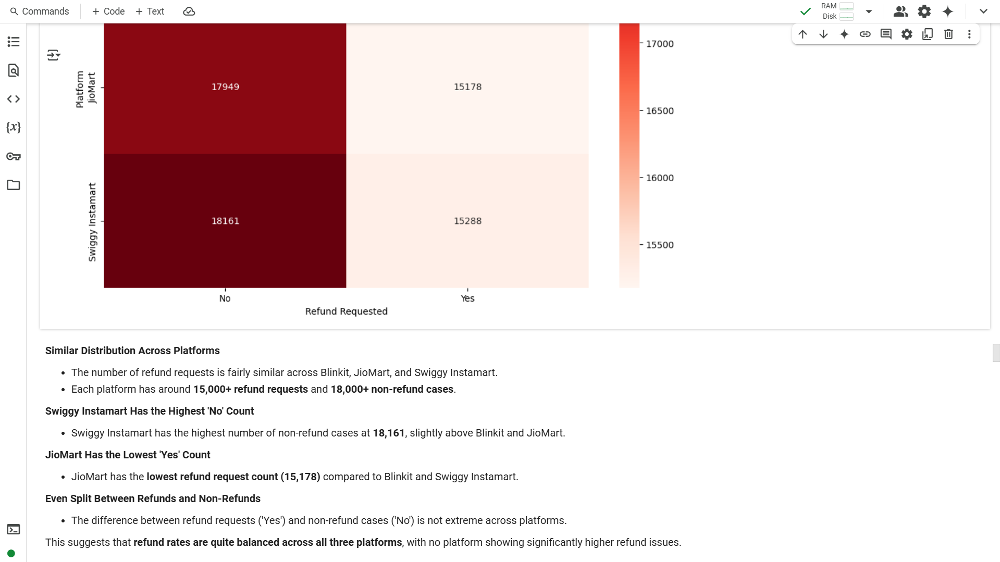 Commands
+ Code
+ Text
RAM
Disk
17000
Platform
JioMart
17949
15178
16500
16000
Swiggy Instamart
18161
15288
15500
No
Yes
Refund Requested
Similar Distribution Across Platforms
• The number of refund requests is fairly similar across Blinkit, JioMart, and Swiggy Instamart.
• Each platform has around 15,000+ refund requests and 18,000+ non-refund cases.
Swiggy Instamart Has the Highest 'No' Count
• Swiggy Instamart has the highest number of non-refund cases at 18,161, slightly above Blinkit and JioMart.
JioMart Has the Lowest 'Yes' Count
• JioMart has the lowest refund request count (15,178) compared to Blinkit and Swiggy Instamart.
Even Split Between Refunds and Non-Refunds
• The difference between refund requests ('Yes') and non-refund cases ('No') is not extreme across platforms.
This suggests that refund rates are quite balanced across all three platforms, with no platform showing significantly higher refund issues.